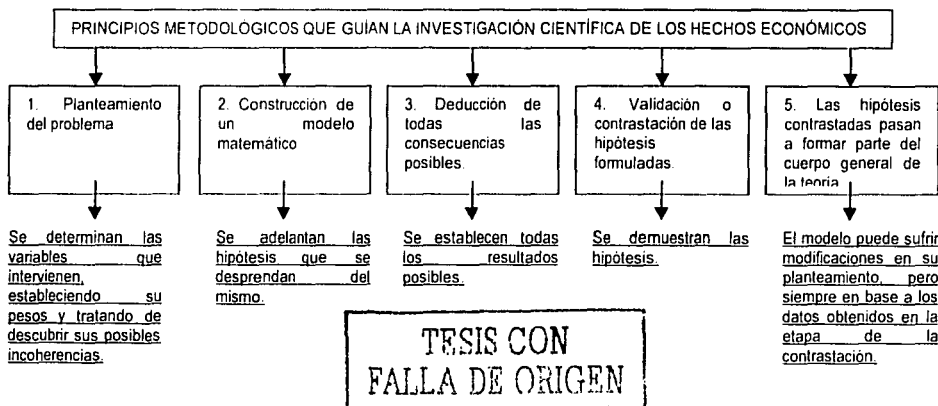 PRINCIPIOS METODOLÓGICOS QUE GUÍAN LA INVESTIGACIÓN CIENTÍFICA DE LOS HECHOS ECONÓMICOS
1. Planteamiento
del problema
2. Construcción de
un modelo
matemático
3. Deducción de
todas las
consecuencias
posibles.
4. Validación o
contrastación de las
hipótesis
formuladas.
5. Las hipótesis
contrastadas pasan
a formar parte del
cuerpo general de
la teoría
Se determinan las
variables que
intervienen,
estableciendo su
pesos y tratando de
descubrir sus posibles
incoherencias.
Se adelantan las
hipótesis que se
desprendan del
mismo.
Se establecen todas
los resultados
posibles.
Se demuestran las
hipótesis.
El modelo puede sufrir
modificaciones en su
planteamiento, pero
siempre en base a los
datos obtenidos en la
etapa de la
contrastación.
TESIS CON
FALLA DE ORIGEN